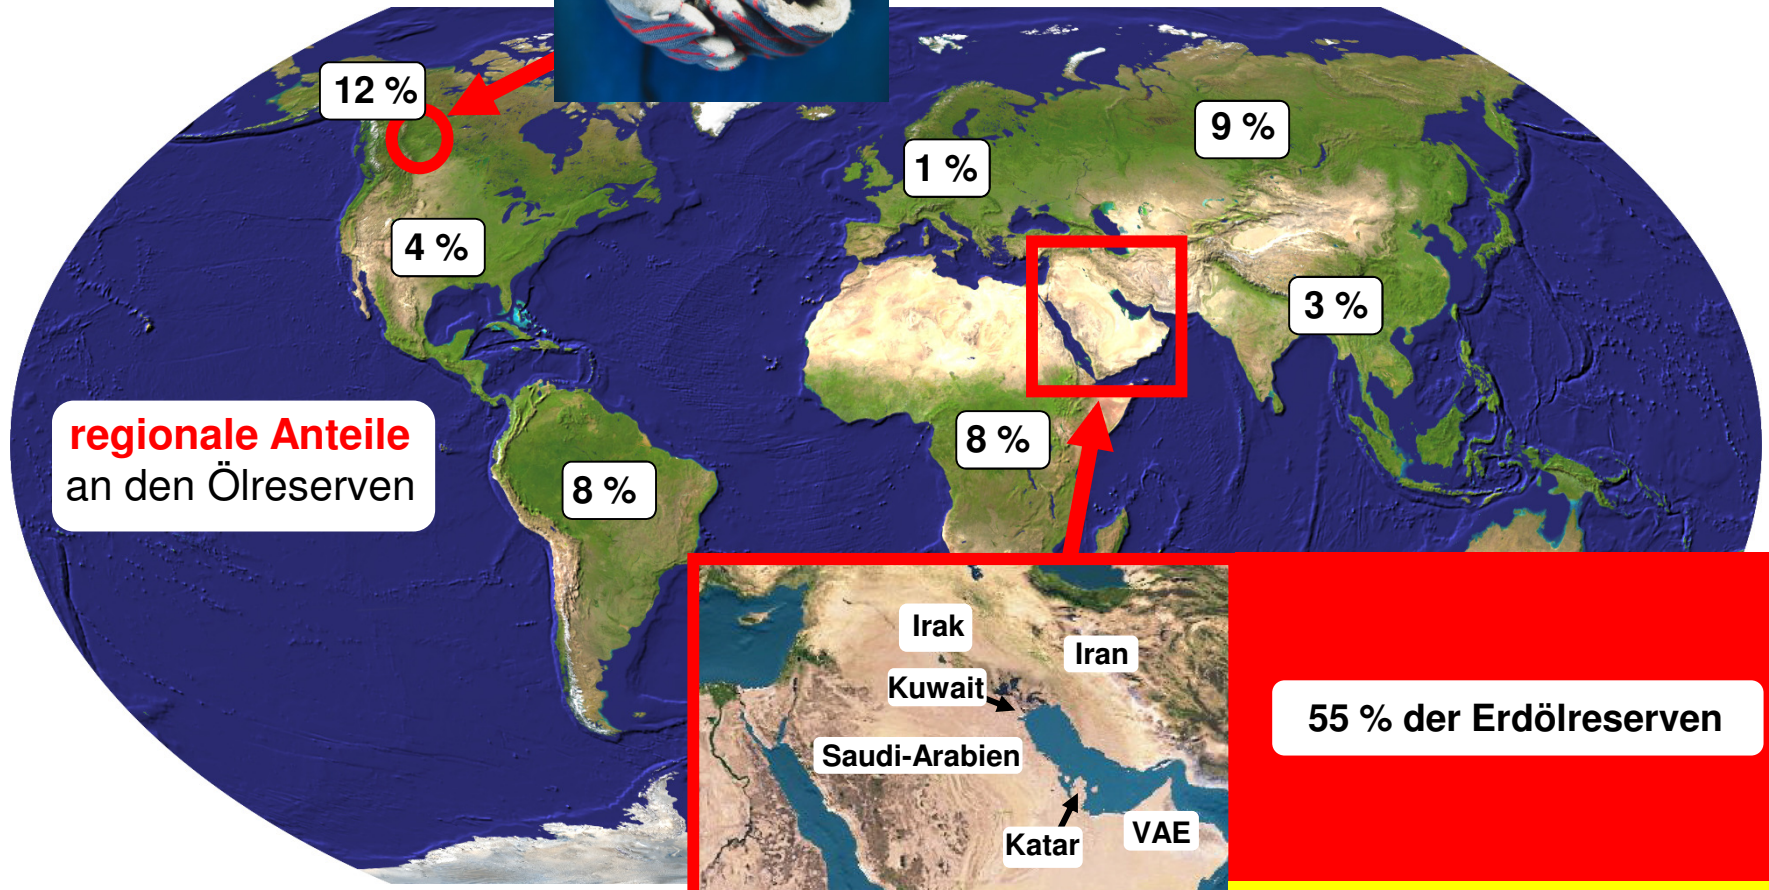 12 %
9 %
1 %
4 %
3 %
regionale Anteile
an den Ölreserven
8 %
8 %
Irak
Iran
Kuwait
55 % der Erdölreserven
Saudi-Arabien
Katar
VAE